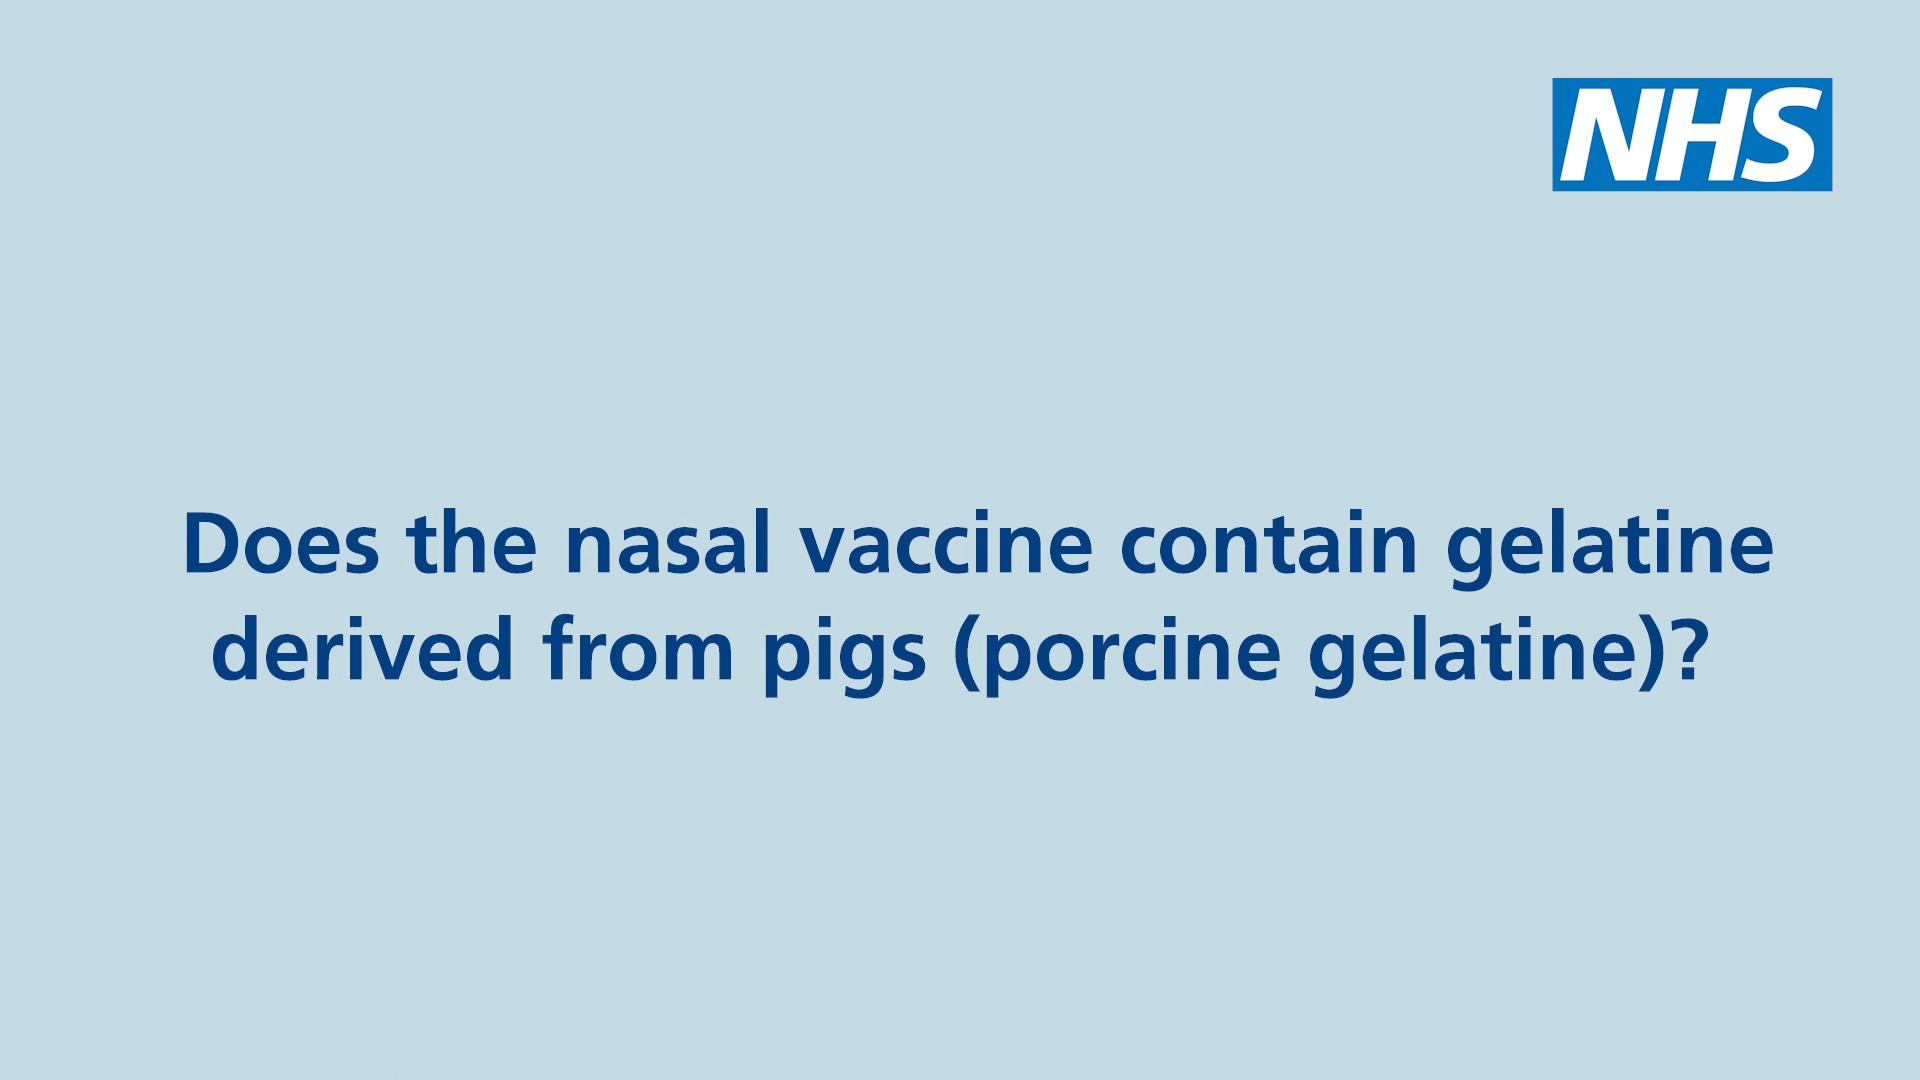 NHS
Does the nasal vaccine contain gelatine
derived from pigs (porcine gelatine)?